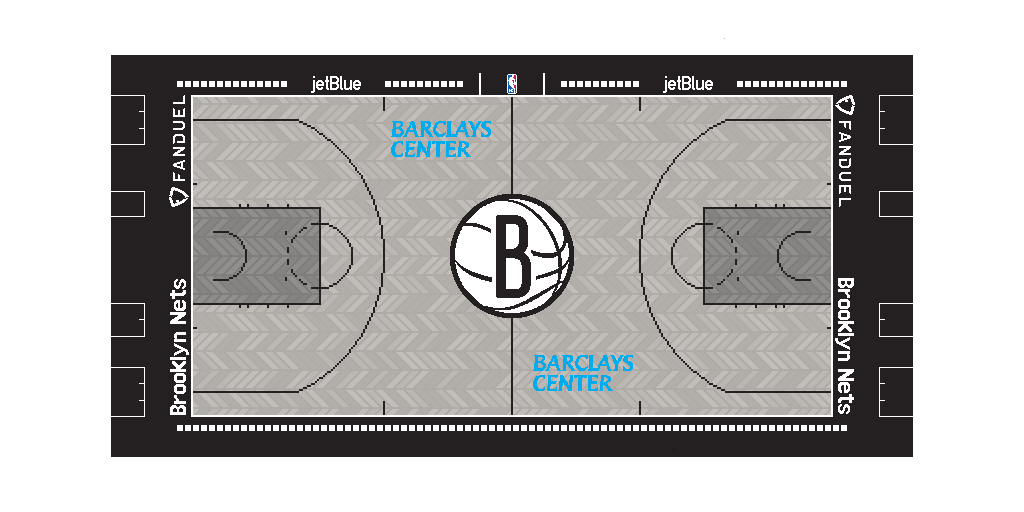 jetBlue
jetBlue
FANDUEL
FANDUEL
BARCLAYS
CENTER
B
Brooklyn Nets
Brooklyn Nets
BARCLAYS
CENTER